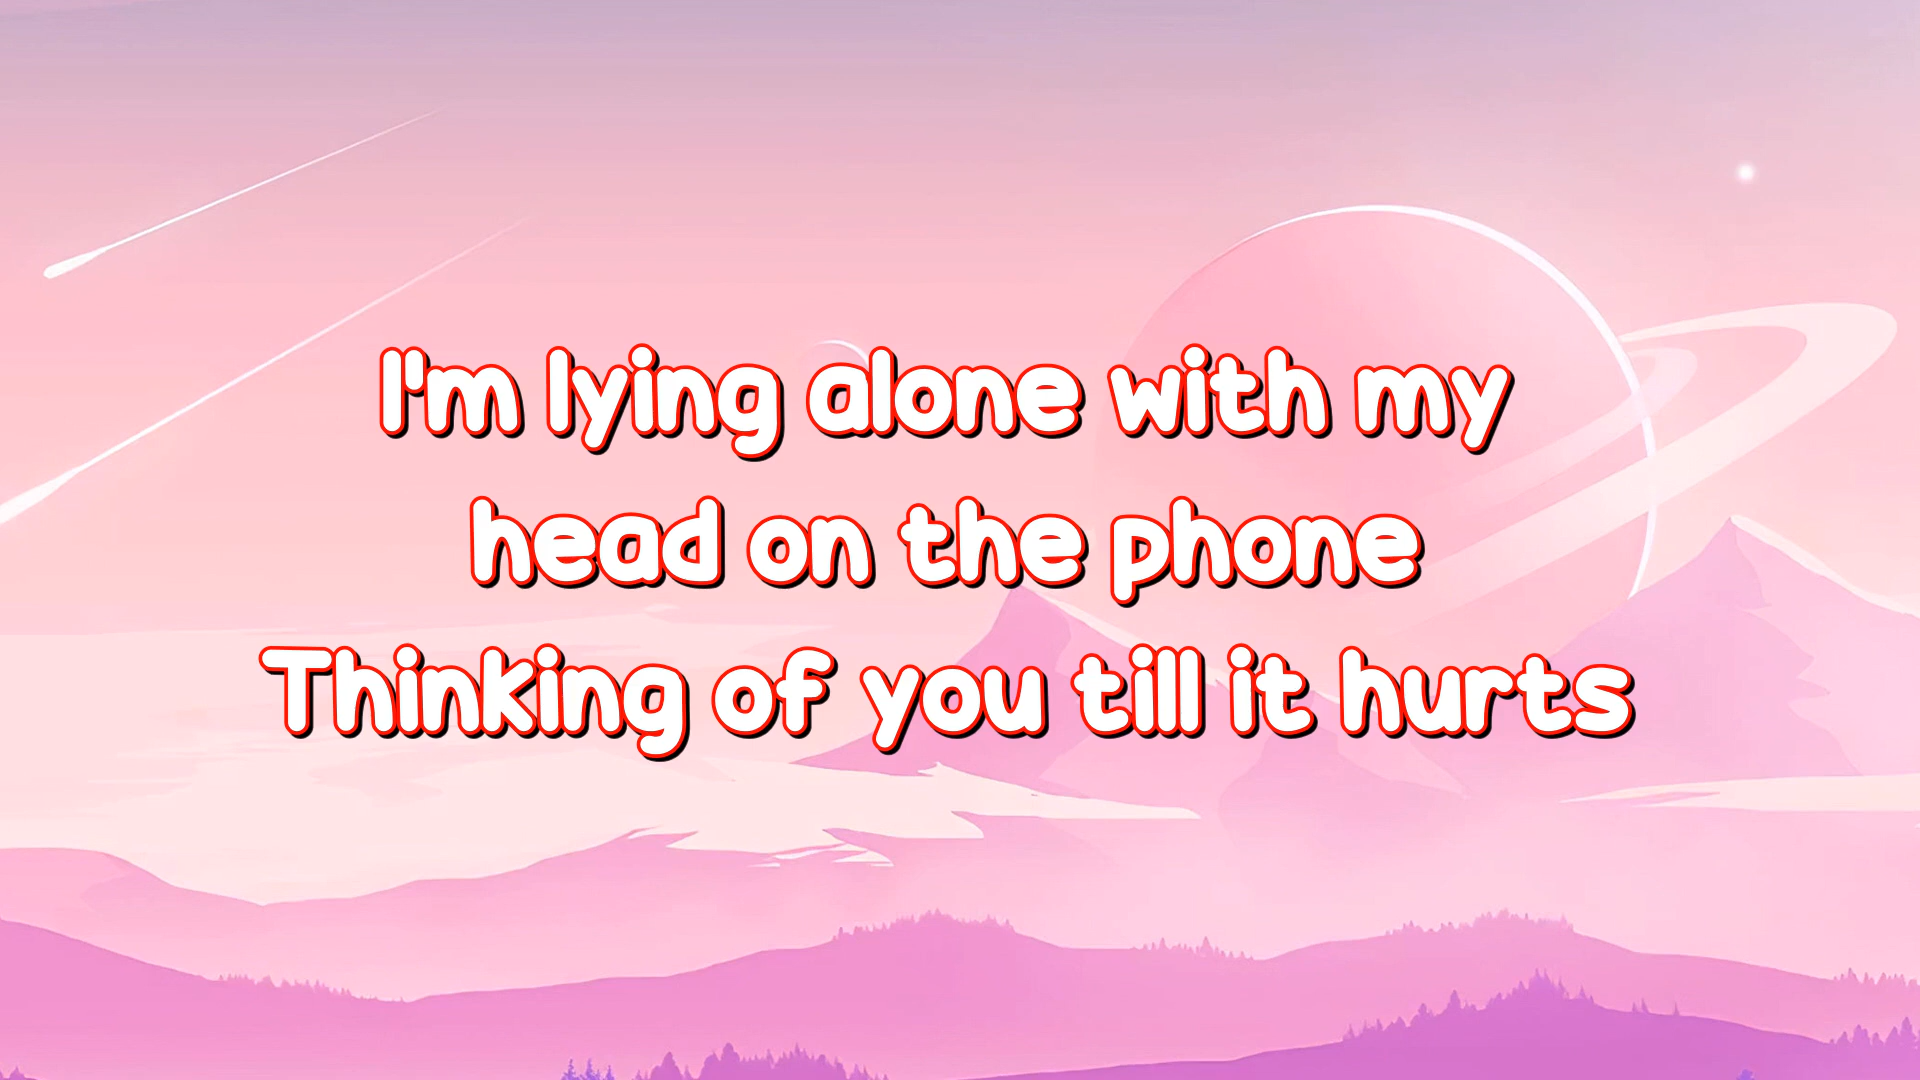 I'm lying alone with my
head on the phone
Thinking of you till it hurts